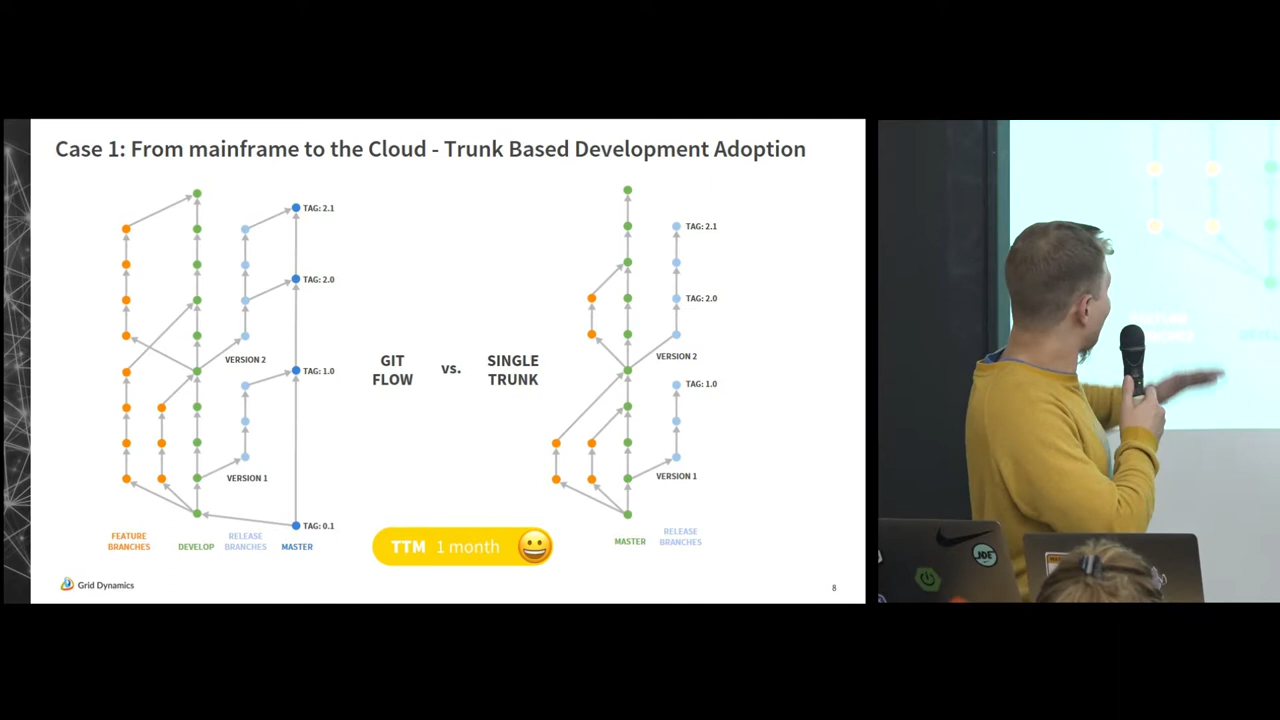 Case 1: From mainframe to the Cloud - Trunk Based Development Adoption
TAG: 2.1
TAG: 2.0
VERSION 2
TAG: 1.0
VERSION 1
TAG: 0.1
FEATURE
BRANCHES
DEVELOP
RELEASE
BRANCHES
MASTER
GIT
FLOW
vs.
SINGLE
TRUNK
TTM 1 month
TAG: 2.1
TAG: 2.0
VERSION 2
TAG: 1.0
VERSION 1
MASTER
RELEASE
BRANCHES
Grid Dynamics
8
FEATURE
BRANCHES
JDE